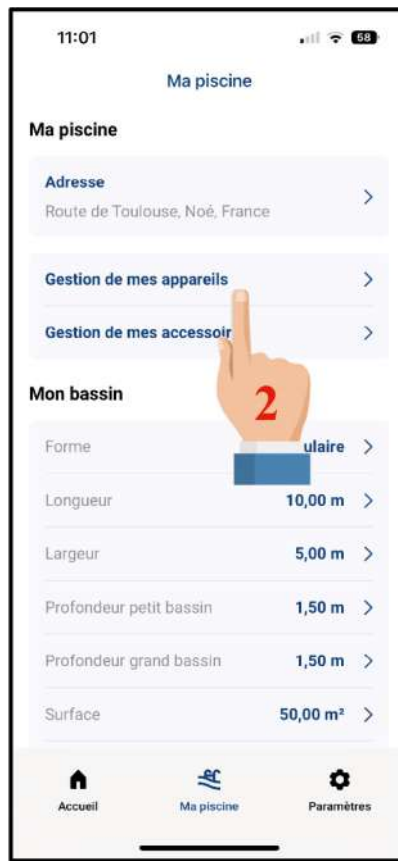 11:01
58
Ma piscine
Ma piscine
Adresse
Route de Toulouse, Noé, France
Gestion de mes appareils
Gestion de mes accessoir
2
Mon bassin
Forme ulaire
Longueur 10,00 m
Largeur 5,00 m
Profondeur petit bassin 1,50 m
Profondeur grand bassin 1,50 m
Surface 50,00 m²
Accueil Ma piscine Paramètres